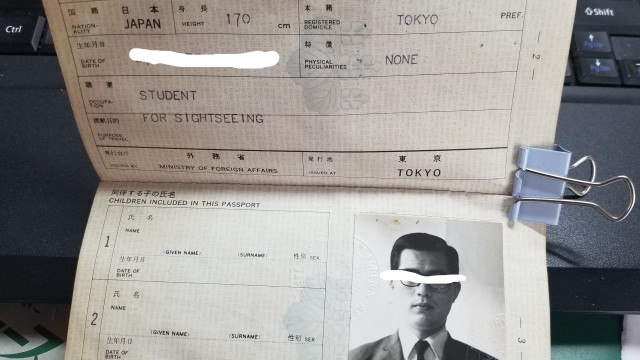 国籍 日本 身長 170 cm 本籍 TOKYO PREF.
NATION-
ALITY JAPAN HEIGHT REGISTERED
DOMICILE
生年月日 特徴
DATE OF
BIRTH PHYSICAL
PECULIARITIES NONE
職業 STUDENT
OCCUPA-
TION
渡航目的 FOR SIGHTSEEING
PURPOSE
OF TRAVEL
発行官庁 外務省 発行地 東京
MINISTRY OF FOREIGN AFFAIRS ISSUED AT TOKYO
— 2 —
同伴する子の氏名
CHILDREN INCLUDED IN THIS PASSPORT
1 氏名
NAME
(GIVEN NAME) (SURNAME) 性別 SEX
生年月日
DATE OF
BIRTH
2 氏名
NAME
(GIVEN NAME) (SURNAME) 性別 SEX
生年月日
DATE OF
BIRTH
— 3
Ctrl
⇧Shift